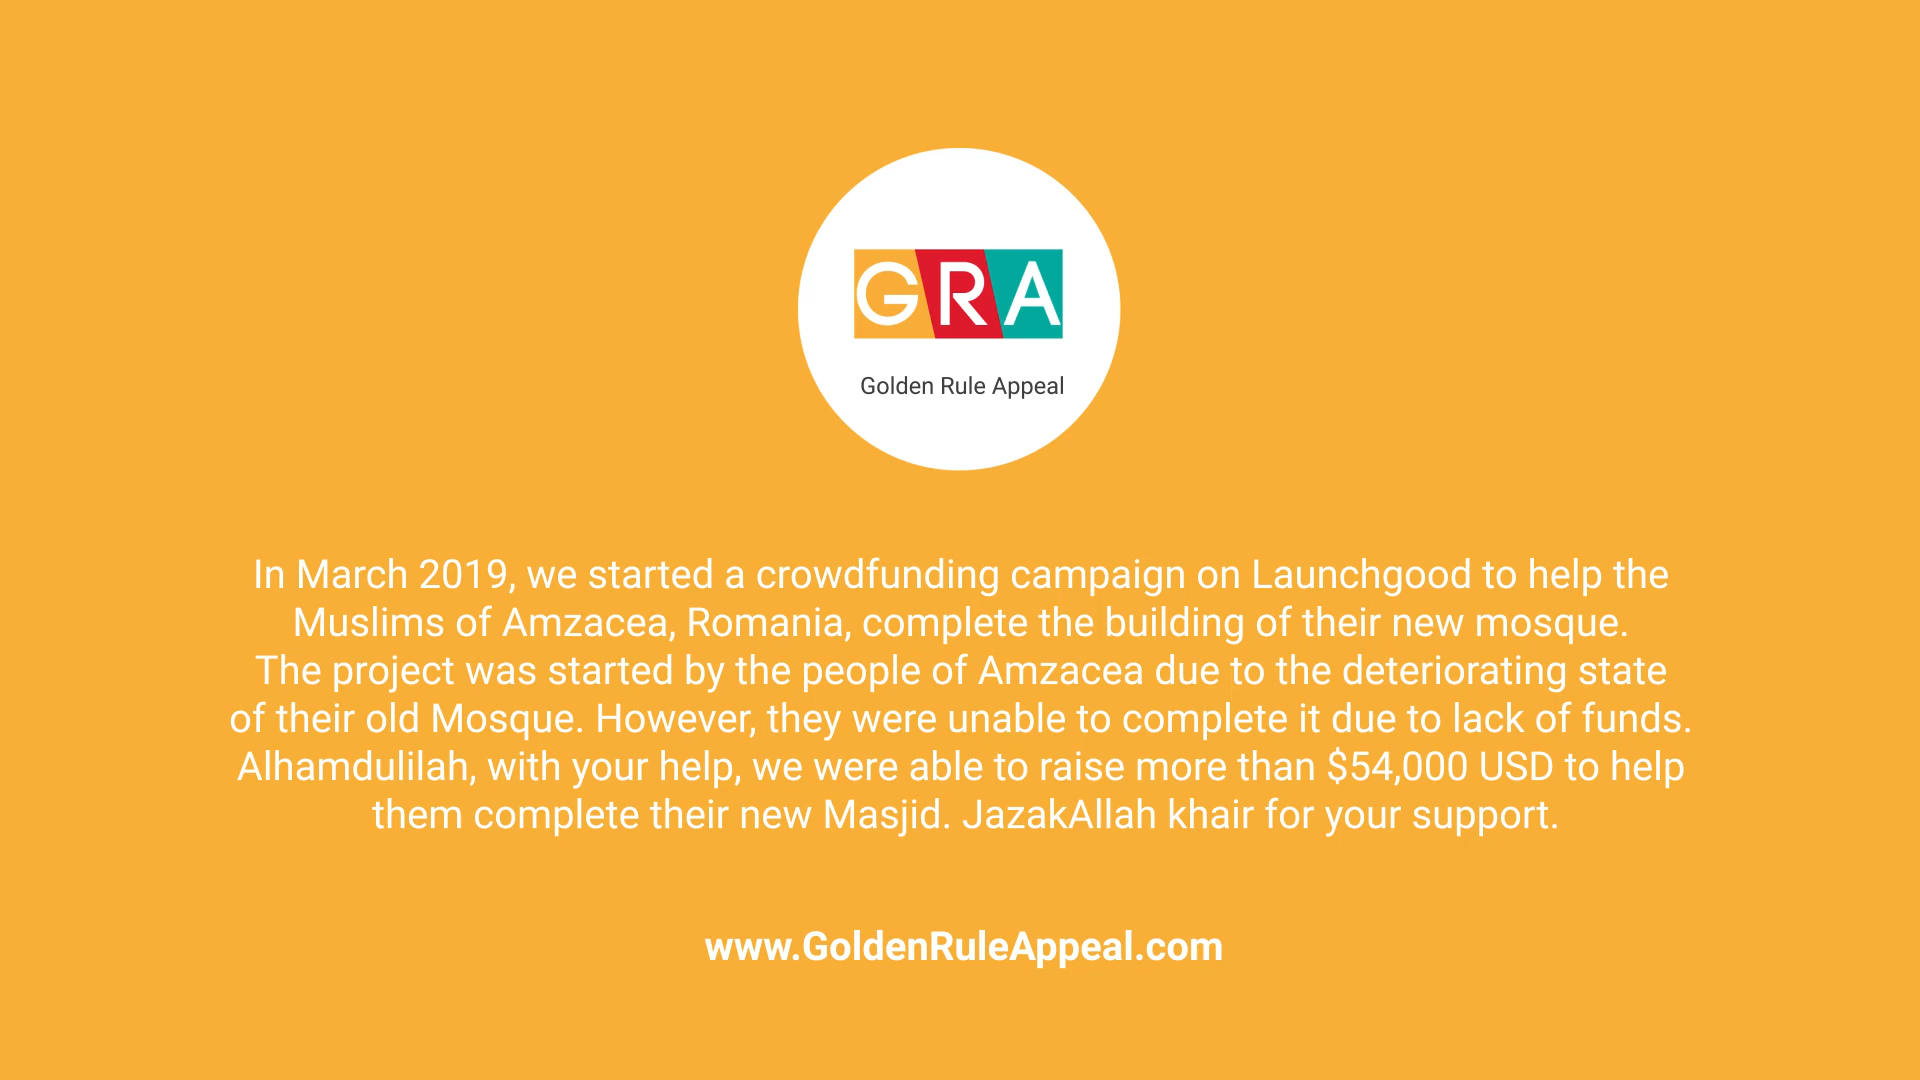 GRA
Golden Rule Appeal
In March 2019, we started a crowdfunding campaign on Launchgood to help the
Muslims of Amzacea, Romania, complete the building of their new mosque.
The project was started by the people of Amzacea due to the deteriorating state
of their old Mosque. However, they were unable to complete it due to lack of funds.
Alhamdulilah, with your help, we were able to raise more than $54,000 USD to help
them complete their new Masjid. JazakAllah khair for your support.
www.GoldenRuleAppeal.com